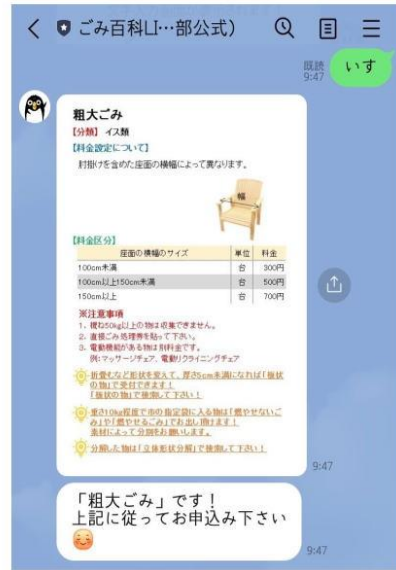 ごみ百科LI…部公式)
既読
9:47
いす
粗大ごみ
【分類】 イス類
【料金設定について】
肘掛けを含めた座面の横幅によって異なります。
幅
【料金区分】
座面の横幅のサイズ 単位 料金
100cm未満 台 300円
100cm以上150cm未満 台 500円
150cm以上 台 700円
※注意事項
1. 概ね50kg以上の物は収集できません。
2. 直接ごみ処理券を貼って下さい。
3. 電動機能がある物は別料金です。
例:マッサージチェア、電動リクライニングチェア
折畳むなど形状を変えて、厚さ5cm未満になれば「板状
の物」で受付できます!
「板状の物」で検索して下さい!
重さ10kg程度で市の指定袋に入る物は「燃やせないご
み」や「燃やせるごみ」でお出し頂けます!
素材によって分別をお願いします。
分解した物は「立体形状分解」で検索して下さい!
9:47
「粗大ごみ」です!
上記に従ってお申込み下さい
9:47